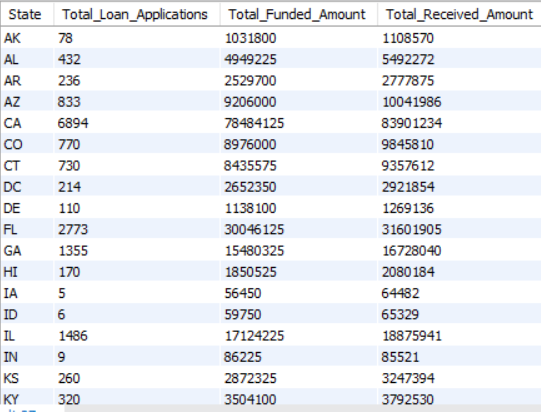 State Total_Loan_Applications Total_Funded_Amount Total_Received_Amount
AK 78 1031800 1108570
AL 432 4949225 5492272
AR 236 2529700 2777875
AZ 833 9206000 10041986
CA 6894 78484125 83901234
CO 770 8976000 9845810
CT 730 8435575 9357612
DC 214 2652350 2921854
DE 110 1138100 1269136
FL 2773 30046125 31601905
GA 1355 15480325 16728040
HI 170 1850525 2080184
IA 5 56450 64482
ID 6 59750 65329
IL 1486 17124225 18875941
IN 9 86225 85521
KS 260 2872325 3247394
KY 320 3504100 3792530